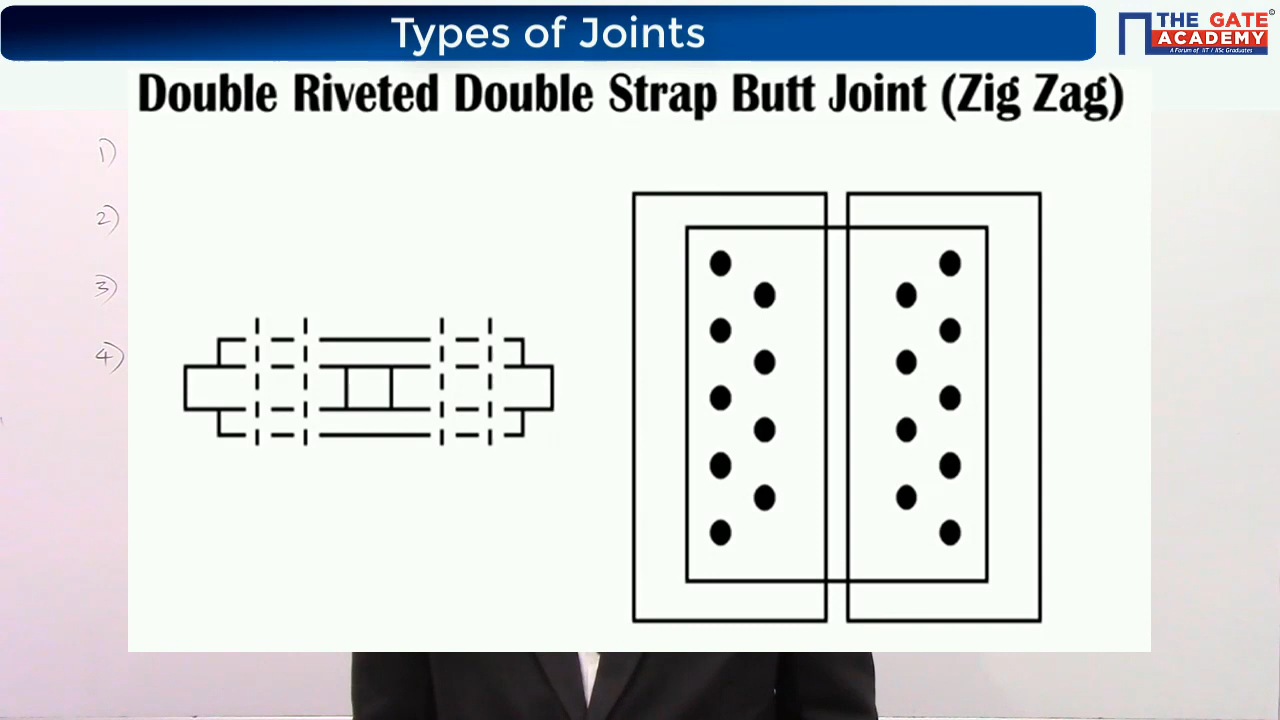 Types of Joints
THE GATE
ACADEMY
©
A Forum of IIT / IISc Graduates
Double Riveted Double Strap Butt Joint (Zig Zag)
1)
2)
3)
4)